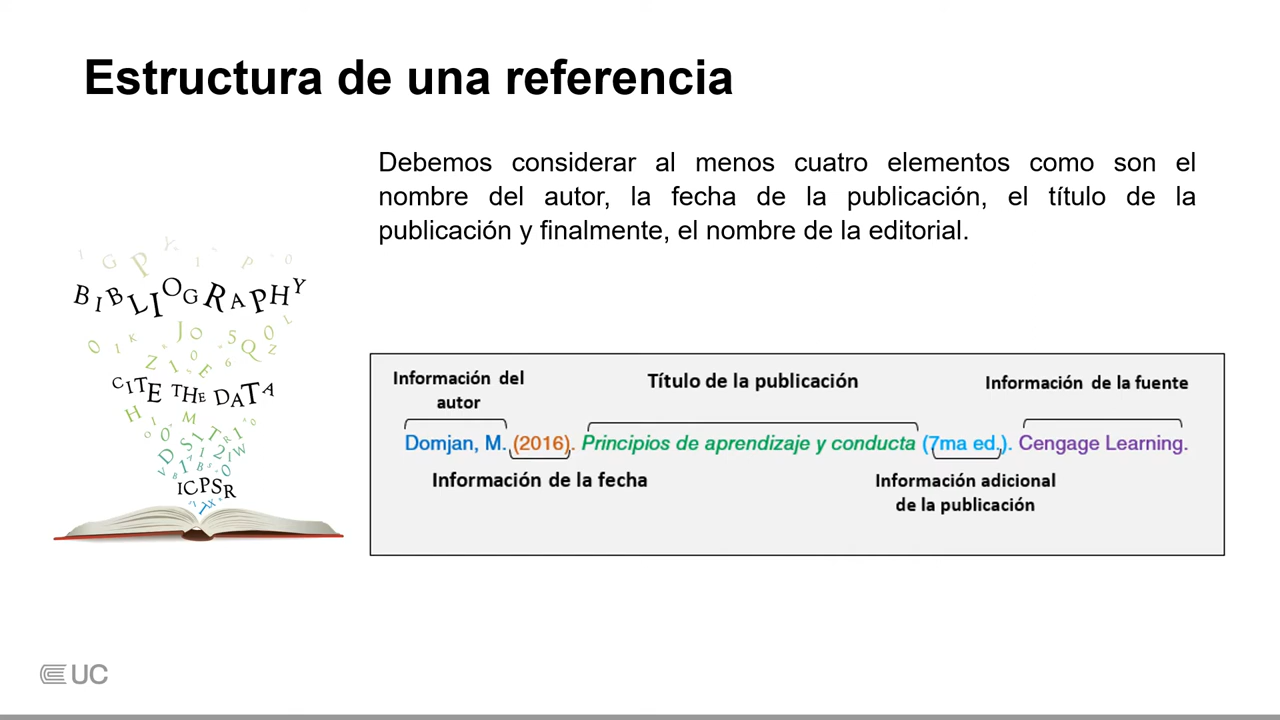 Estructura de una referencia
Debemos considerar al menos cuatro elementos como son el
nombre del autor, la fecha de la publicación, el título de la
publicación y finalmente, el nombre de la editorial.
BIBLIOGRAPHY
CITE THE DATA
ICPSR
Información del
autor
Título de la publicación
Información de la fuente
Domjan, M. (2016). Principios de aprendizaje y conducta (7ma ed.). Cengage Learning.
Información de la fecha
Información adicional
de la publicación
UC